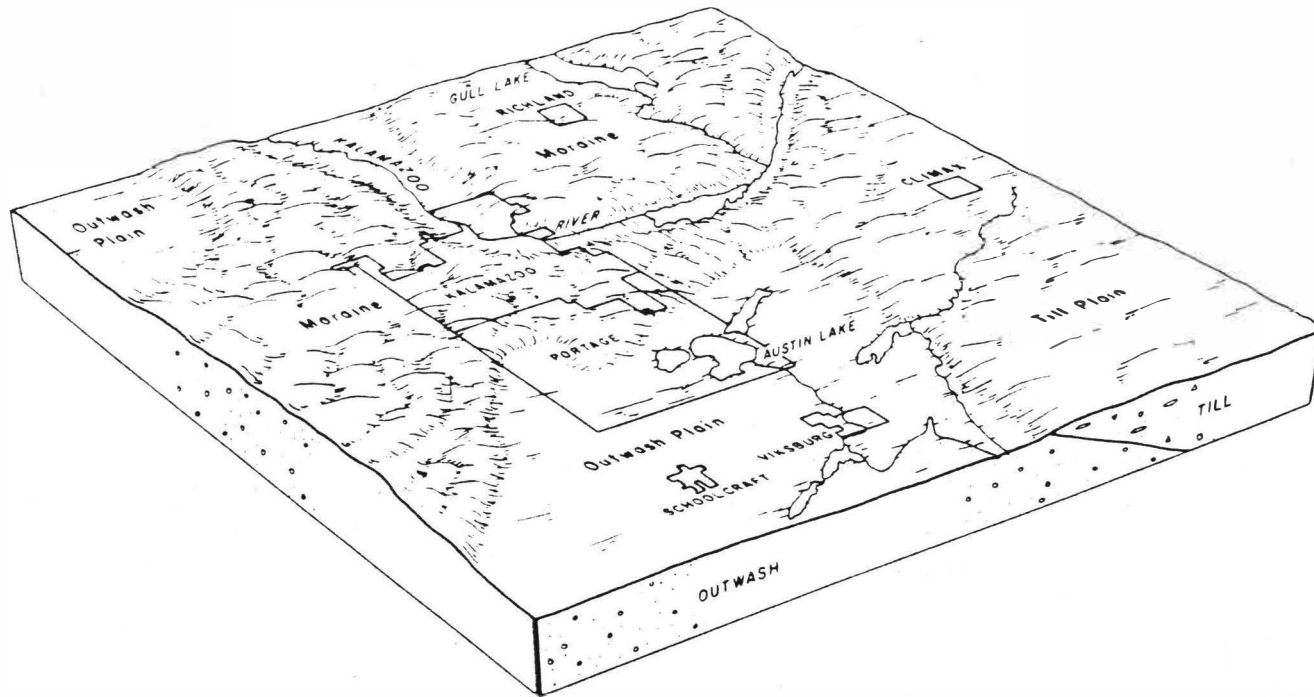 GULL LAKE
RICHLAND
KALAMAZOO
Moraine
CLIMAX
Outwash
Plain
RIVER
KALAMAZOO
Moraine
Till Plain
PORTAGE
AUSTIN LAKE
TILL
Outwash Plain
VIKSBURG
SCHOOLCRAFT
OUTWASH